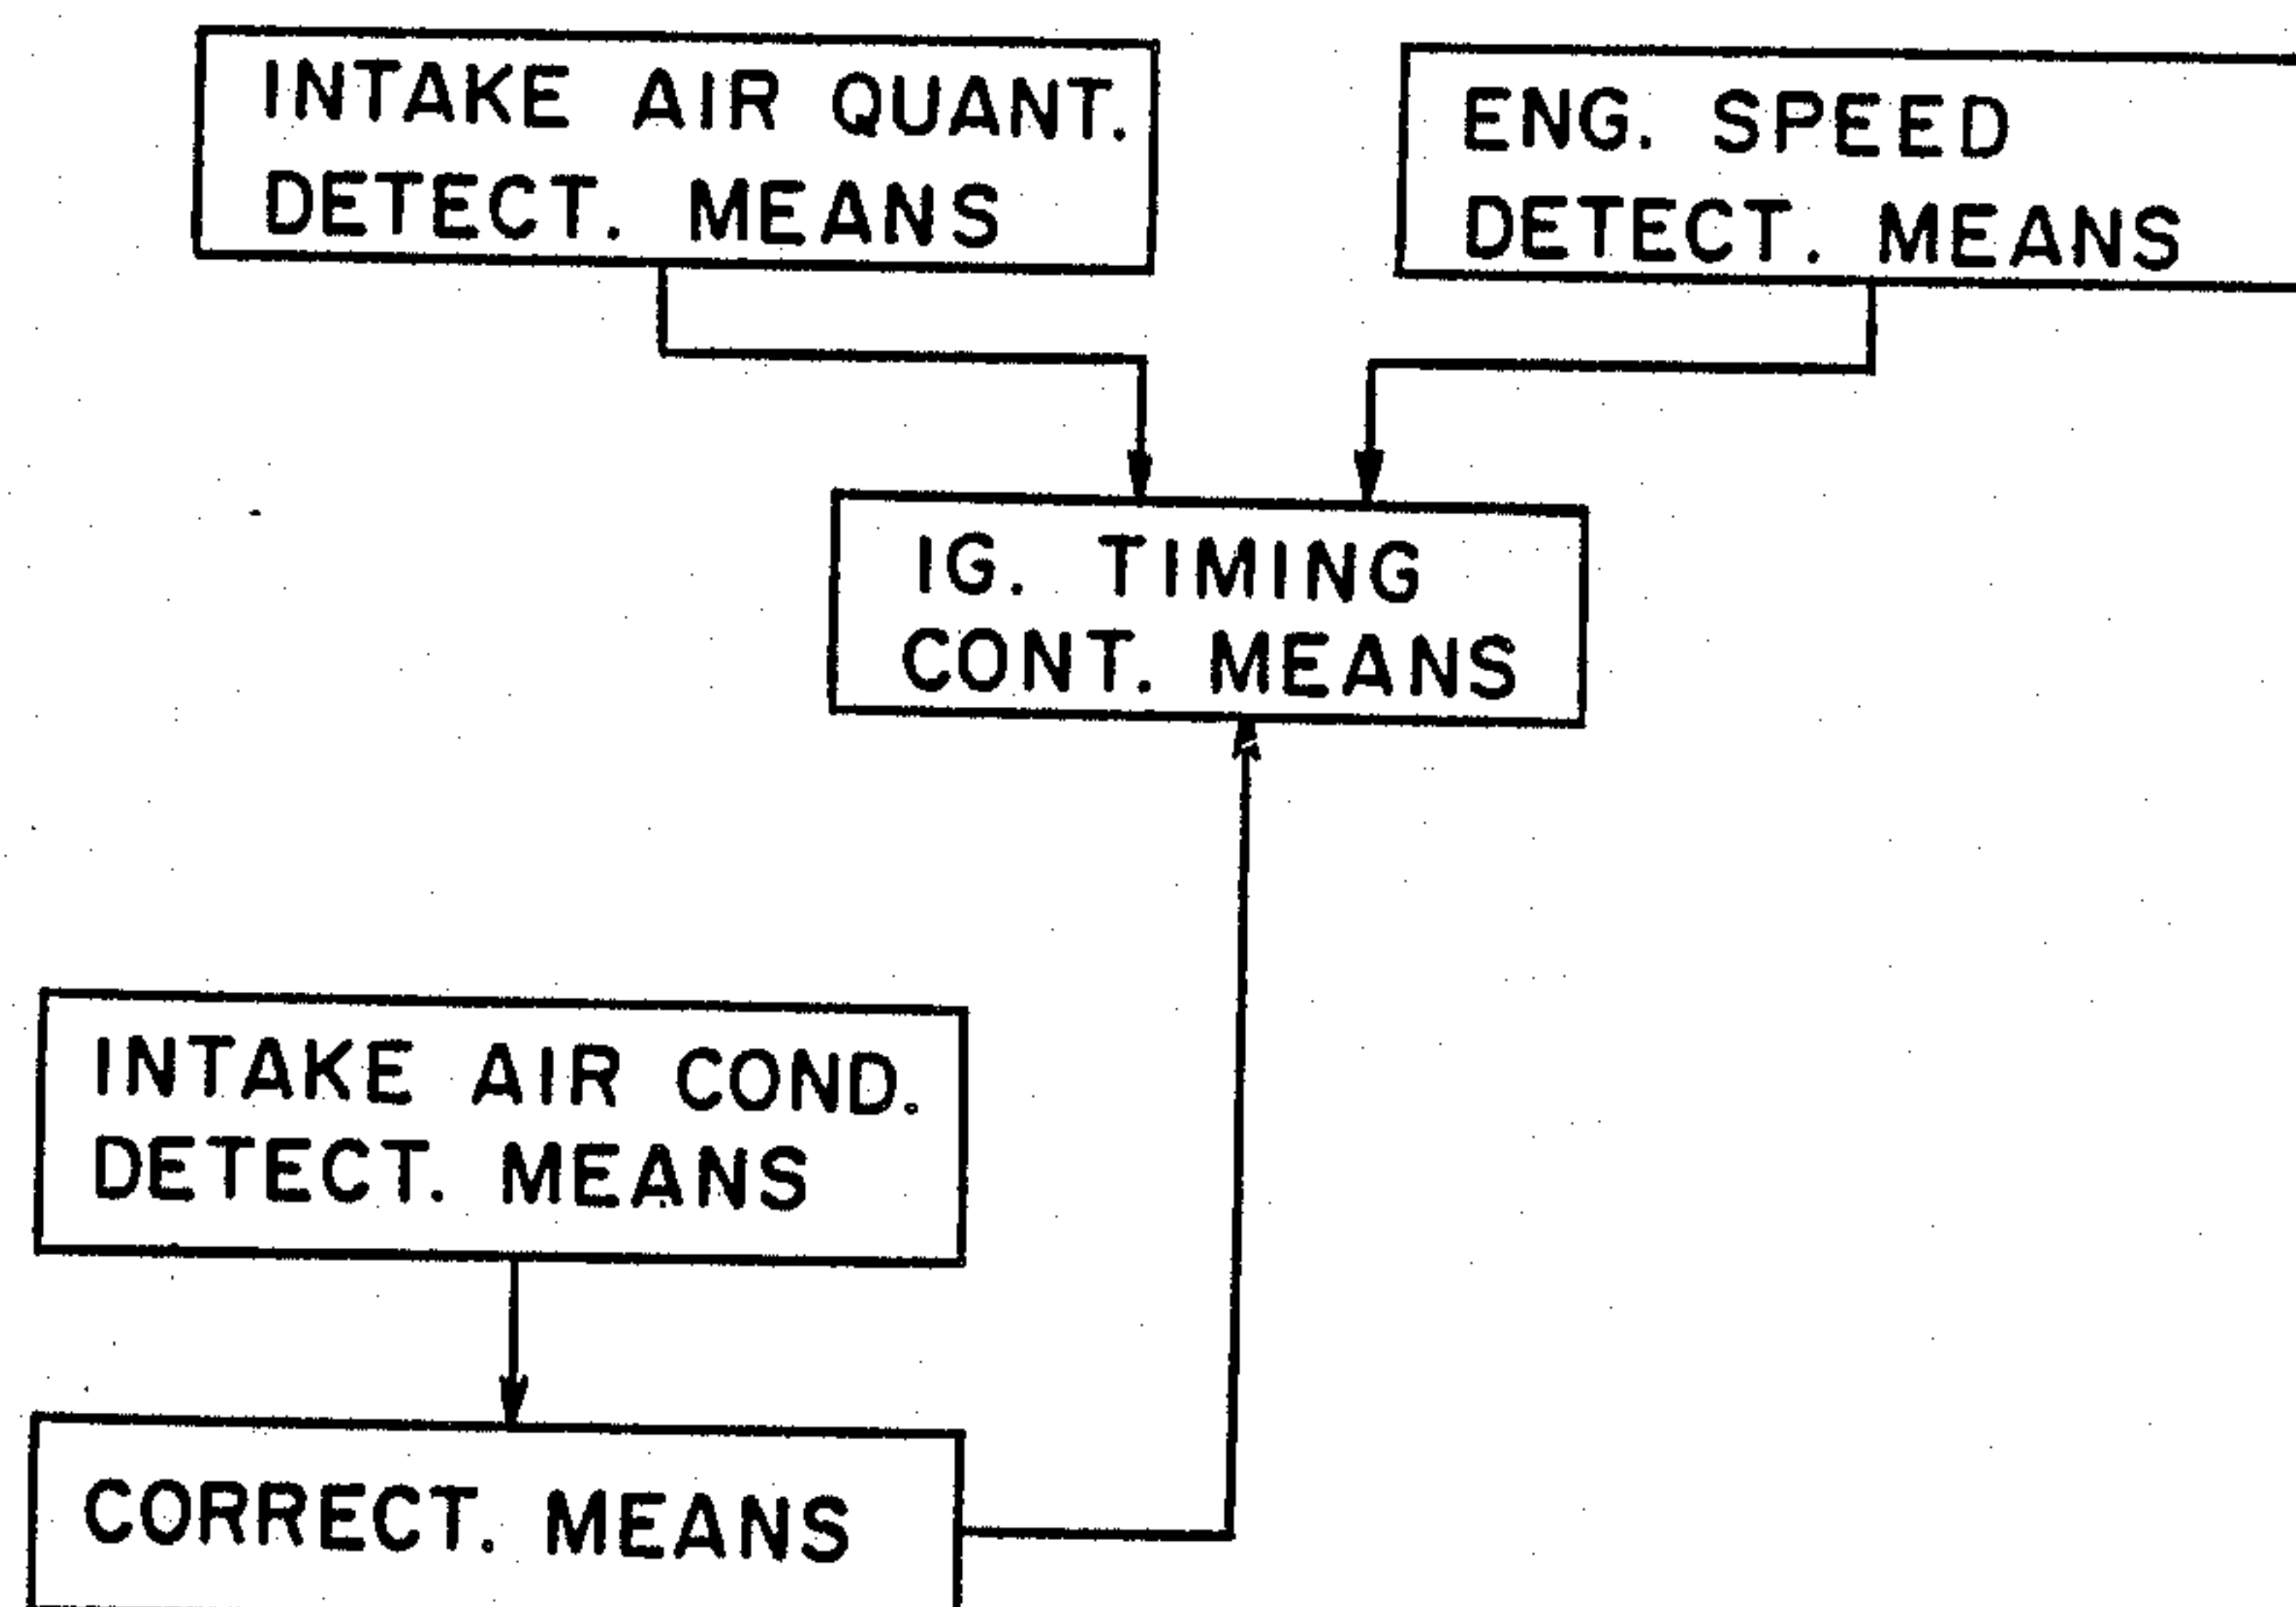 INTAKE AIR QUANT.
DETECT. MEANS
ENG. SPEED
DETECT. MEANS
IG. TIMING
CONT. MEANS
INTAKE AIR COND.
DETECT. MEANS
CORRECT. MEANS